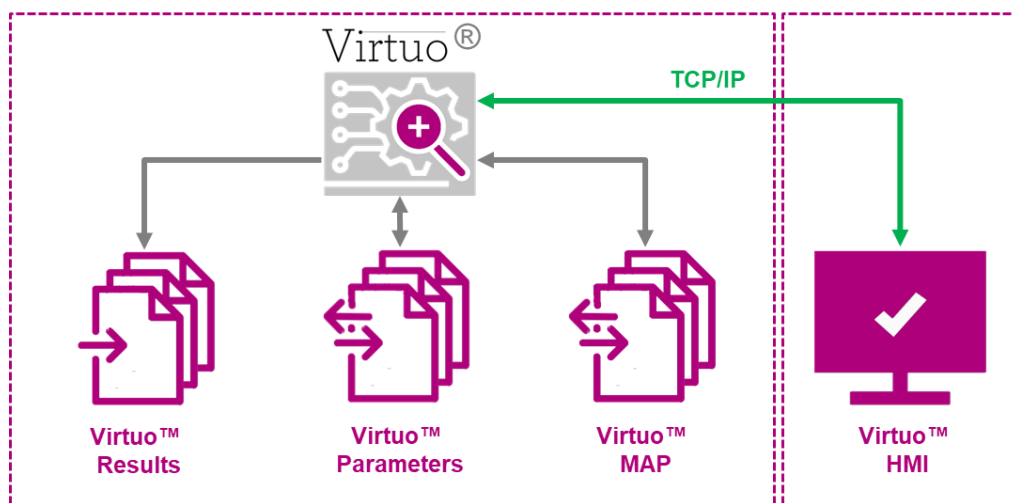 Virtuo®
TCP/IP
Virtuo™
Results
Virtuo™
Parameters
Virtuo™
MAP
Virtuo™
HMI